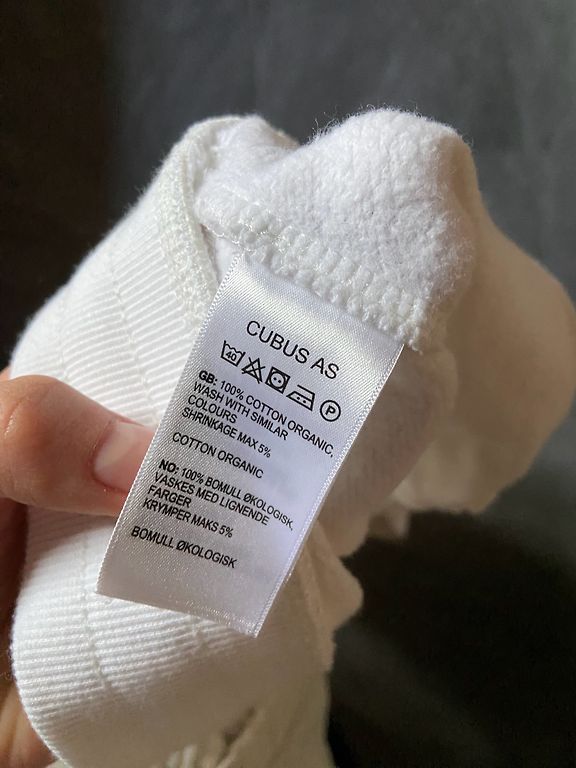 CUBUS AS
40 P
GB: 100% COTTON ORGANIC,
WASH WITH SIMILAR
COLOURS
SHRINKAGE MAX 5%
COTTON ORGANIC
NO: 100% BOMULL ØKOLOGISK,
VASKES MED LIGNENDE
FARGER
KRYMPER MAKS 5%
BOMULL ØKOLOGISK